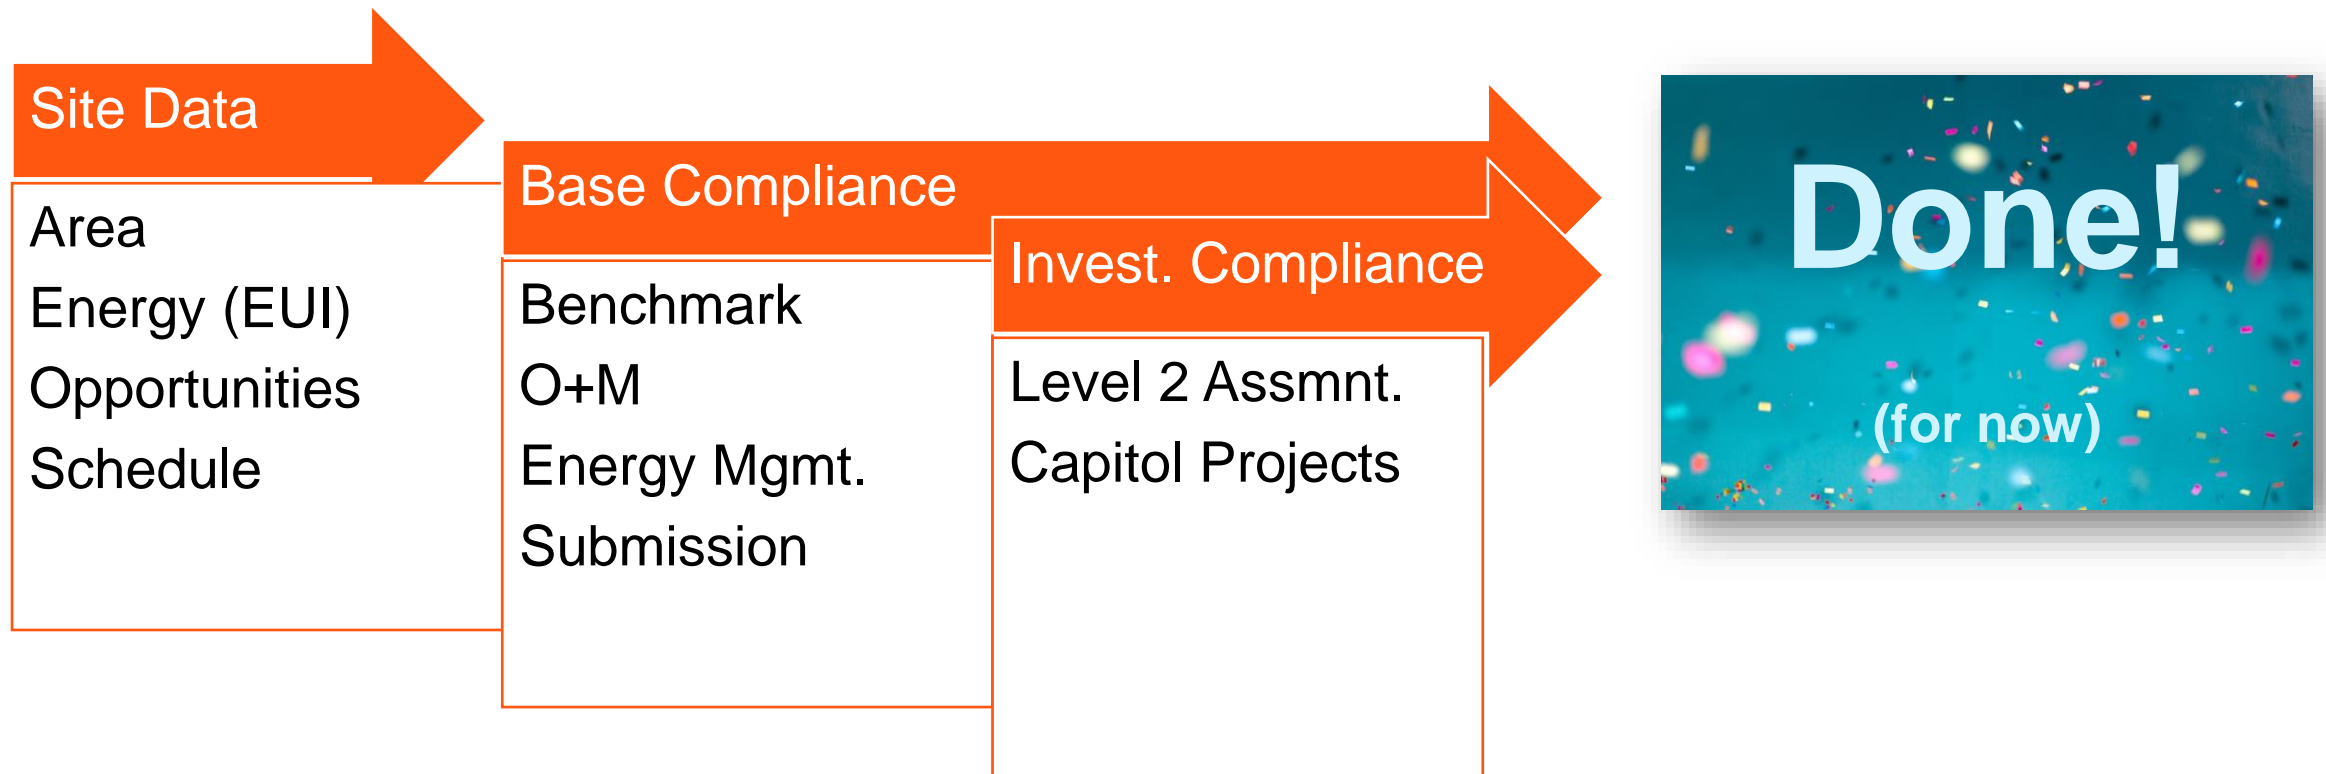 Site Data
Area
Energy (EUI)
Opportunities
Schedule
Base Compliance
Benchmark
O+M
Energy Mgmt.
Submission
Invest. Compliance
Level 2 Assmnt.
Capitol Projects
Done!
(for now)